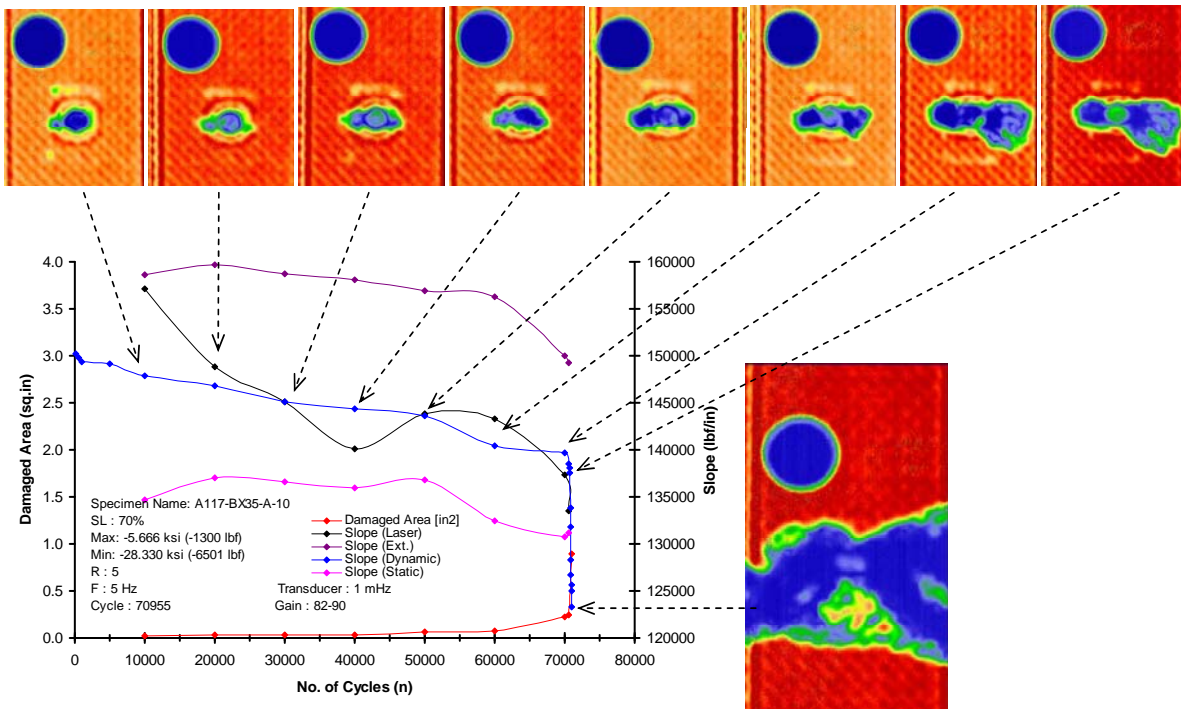 4.0
3.5
3.0
2.5
2.0
1.5
1.0
0.5
0.0
Damaged Area (sq.in)
160000
155000
150000
145000
140000
135000
130000
125000
120000
Slope (lbf/in)
Specimen Name: A117-BX35-A-10
SL : 70%
Max: -5.666 ksi (-1300 lbf)
Min: -28.330 ksi (-6501 lbf)
R : 5
F : 5 Hz
Cycle : 70955
Damaged Area [in2]
Slope (Laser)
Slope (Ext.)
Slope (Dynamic)
Slope (Static)
Transducer : 1 mHz
Gain : 82-90
0 10000 20000 30000 40000 50000 60000 70000 80000
No. of Cycles (n)